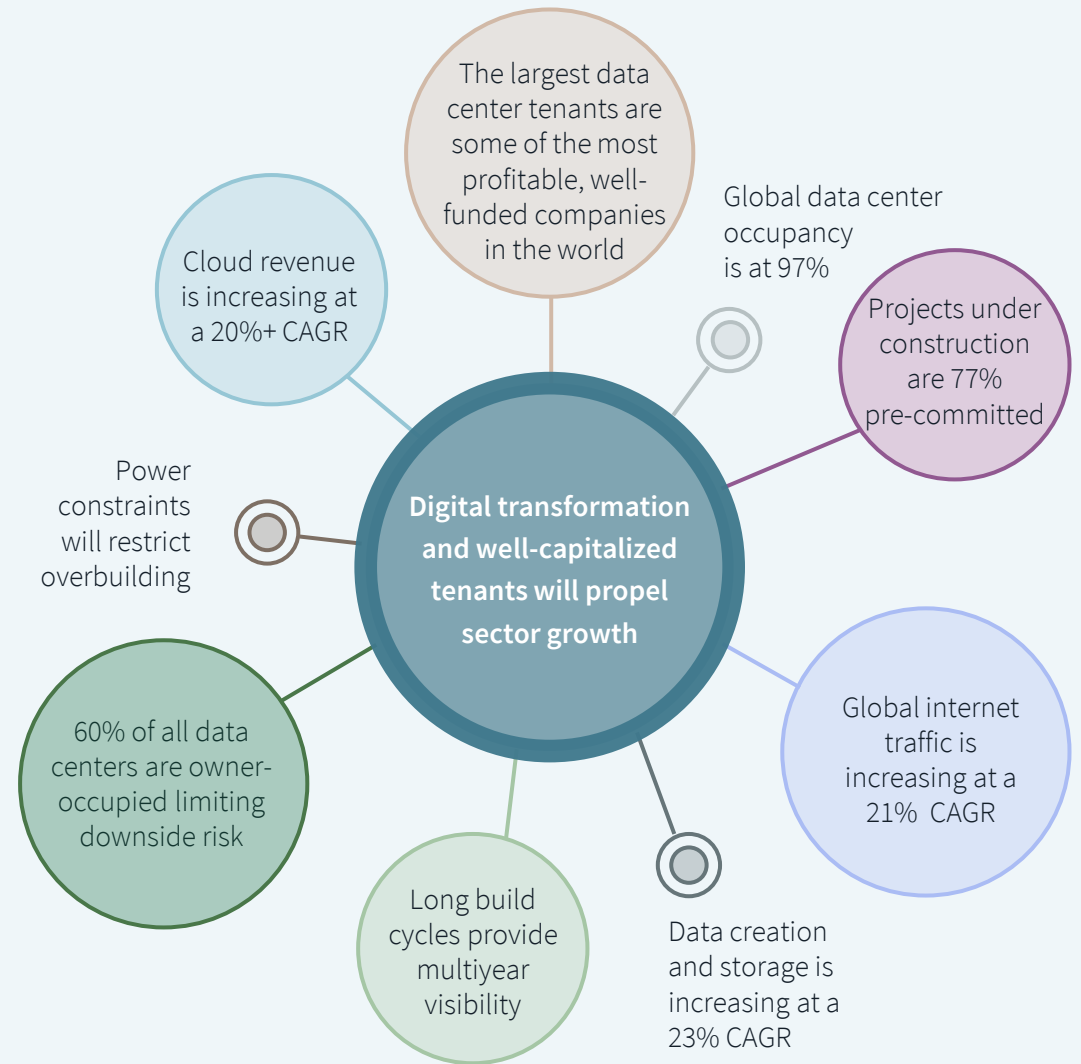 The largest data
center tenants are
some of the most
profitable, well-
funded companies
in the world
Global data center
occupancy
is at 97%
Projects under
construction
are 77%
pre-committed
Cloud revenue
is increasing at
a 20%+ CAGR
Power
constraints
will restrict
overbuilding
Digital transformation
and well-capitalized
tenants will propel
sector growth
60% of all data
centers are owner-
occupied limiting
downside risk
Global internet
traffic is
increasing at a
21% CAGR
Long build
cycles provide
multiyear
visibility
Data creation
and storage is
increasing at a
23% CAGR